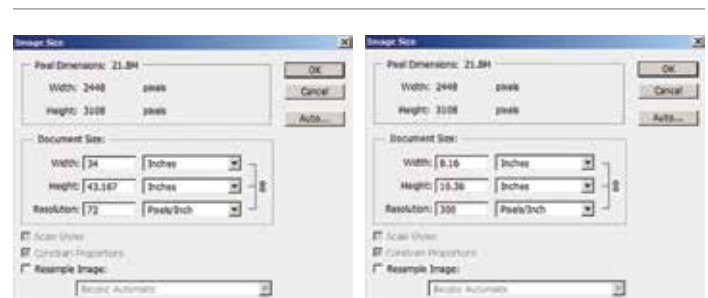 Image Size
Pixel Dimensions: 21.8M
Width: 2448 pixels
Height: 3108 pixels
OK
Cancel
Auto...
Document Size:
Width: 34 Inches
Height: 43.167 Inches
Resolution: 72 Pixels/Inch
Scale Styles
Constrain Proportions
Resample Image:
Bicubic Automatic
Image Size
Pixel Dimensions: 21.8M
Width: 2448 pixels
Height: 3108 pixels
OK
Cancel
Auto...
Document Size:
Width: 8.16 Inches
Height: 10.36 Inches
Resolution: 300 Pixels/Inch
Scale Styles
Constrain Proportions
Resample Image:
Bicubic Automatic